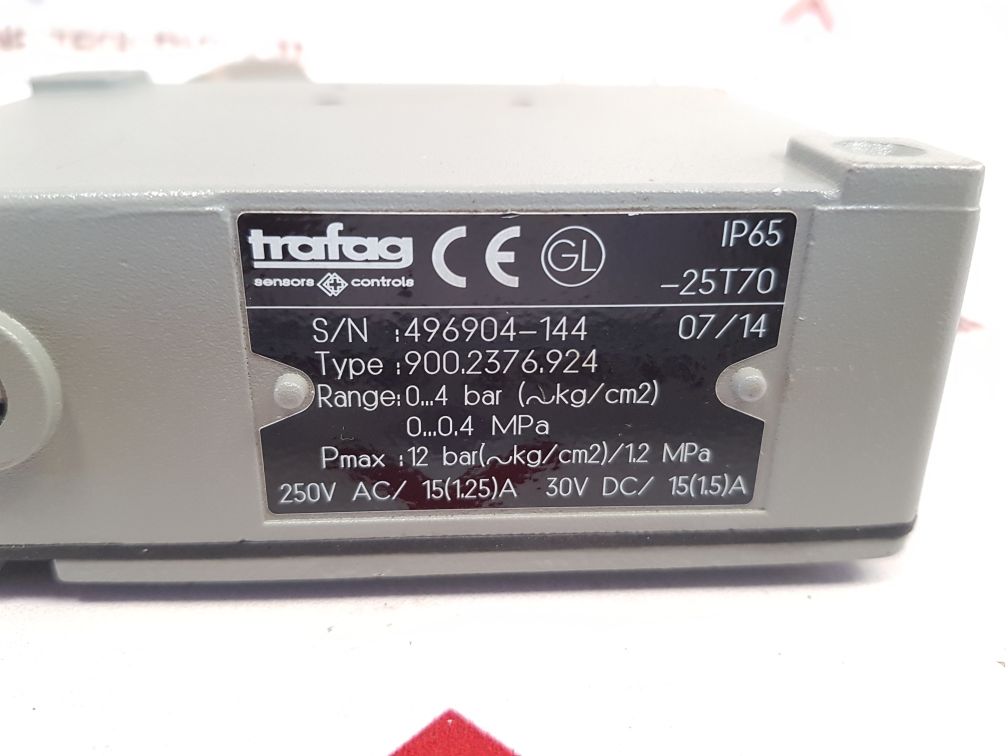 trafag
sensors controls
CE
GL
IP65
-25T70
S/N :496904-144 07/14
Type :900.2376.924
Range:0...4 bar (~kg/cm2)
0...0.4 MPa
Pmax :12 bar(~kg/cm2)/1.2 MPa
250V AC/ 15(1.25)A 30V DC/ 15(1.5)A